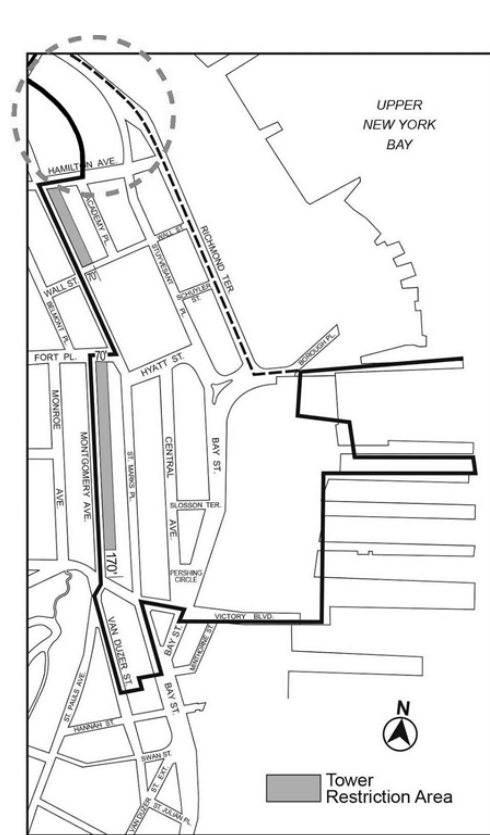 UPPER
NEW YORK
BAY
HAMILTON AVE.
ACADEMY PL.
WALL ST.
RICHMOND TER.
STUYVESANT
PL.
SCHUYLER
ST.
WALL ST.
70'
BELMONT PL.
FORT PL.
70'
HYATT ST.
BOROUGH PL.
MONROE
AVE.
MONTGOMERY AVE.
ST. MARKS PL.
CENTRAL
AVE.
BAY ST.
SLOSSON TER.
170'
PERSHING
CIRCLE
VICTORY BLVD.
VAN DUZER ST.
BAY ST.
MINTHORNE ST.
ST. PAULS AVE
BAY ST.
HANNAH ST.
SWAN ST.
VAN DUZER
ST. EXT.
ST. JULIAN PL.
N
Tower
Restriction Area